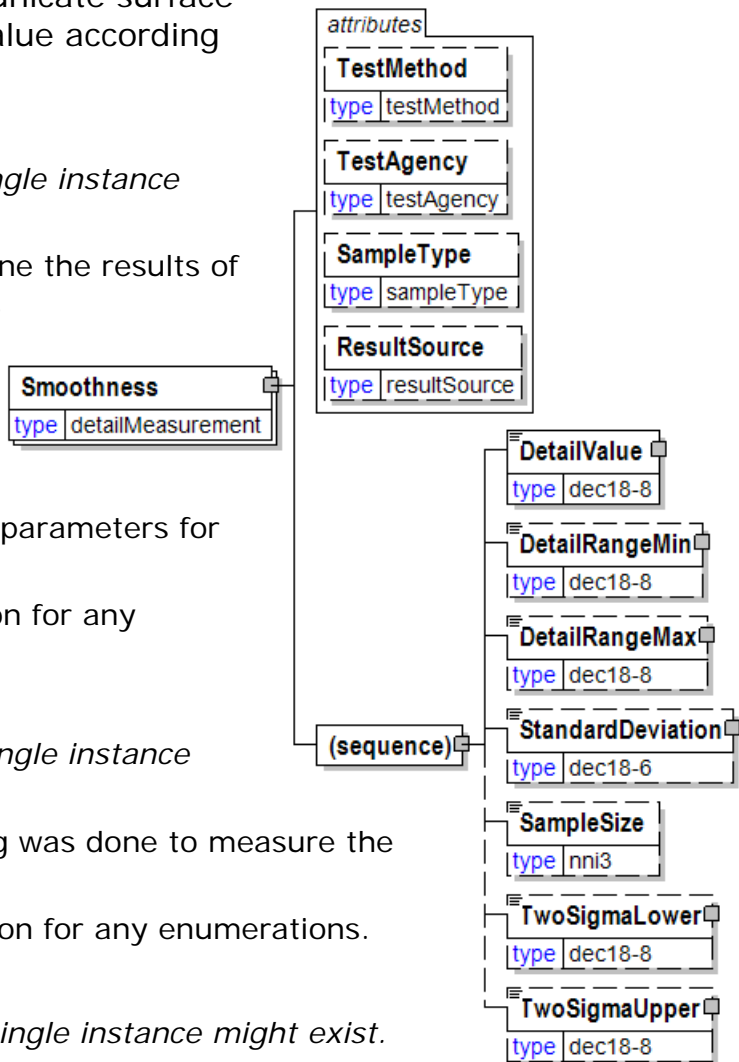 unicate surface
alue according
ngle instance
ne the results of
parameters for
on for any
ngle instance
g was done to measure the
on for any enumerations.
ingle instance might exist.
Smoothness
type detailMeasurement
attributes
TestMethod
type testMethod
TestAgency
type testAgency
SampleType
type sampleType
ResultSource
type resultSource
(sequence)
DetailValue
type dec18-8
DetailRangeMin
type dec18-8
DetailRangeMax
type dec18-8
StandardDeviation
type dec18-6
SampleSize
type nni3
TwoSigmaLower
type dec18-8
TwoSigmaUpper
type dec18-8